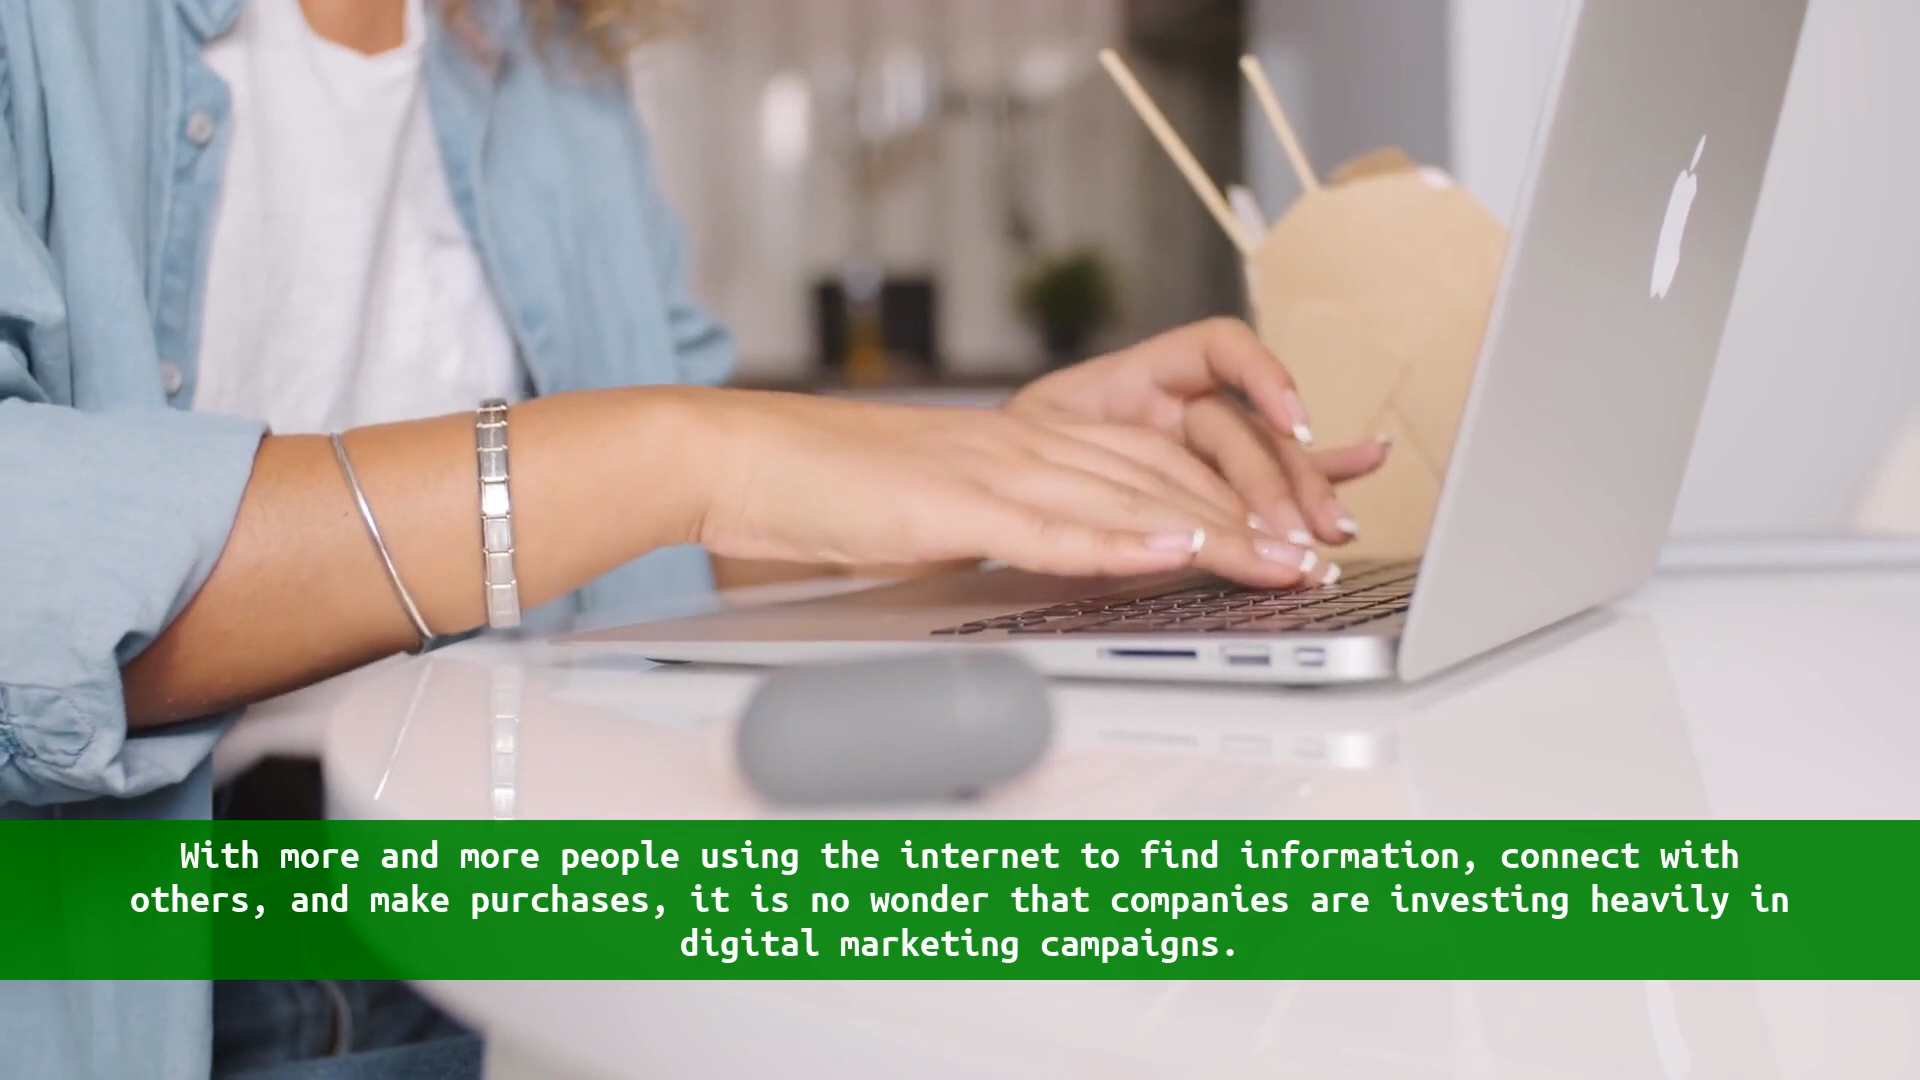 With more and more people using the internet to find information, connect with
others, and make purchases, it is no wonder that companies are investing heavily in
digital marketing campaigns.